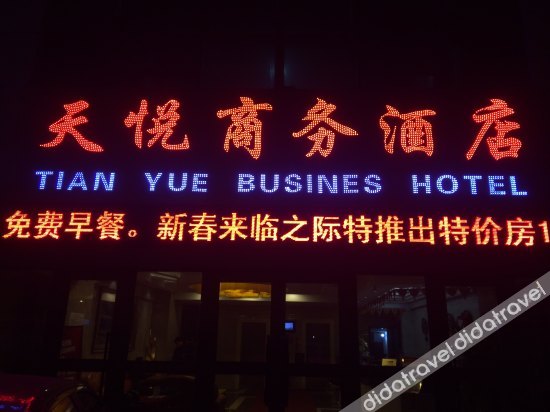 天悦商务酒店
TIAN YUE BUSINES HOTEL
免费早餐。新春来临之际特推出特价房1
didatravel didatravel